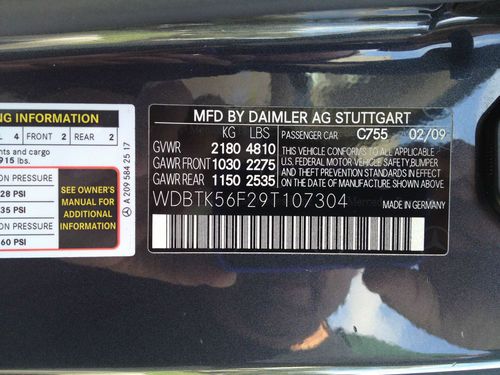 NG INFORMATION
L 4 FRONT 2 REAR 2
nts and cargo
915 lbs.
ON PRESSURE
28 PSI
35 PSI
ON PRESSURE
60 PSI
SEE OWNER'S
MANUAL FOR
ADDITIONAL
INFORMATION
A 209 584 25 17
MFD BY DAIMLER AG STUTTGART
KG LBS PASSENGER CAR C755 02/09
GVWR 2180 4810
GAWR FRONT 1030 2275
GAWR REAR 1150 2535
THIS VEHICLE CONFORMS TO ALL APPLICABLE
U.S. FEDERAL MOTOR VEHICLE SAFETY,BUMPER,
AND THEFT PREVENTION STANDARDS IN EFFECT
ON THE DATE OF MANUFACTURE SHOWN ABOVE.
WDBTK56F29T107304
MADE IN GERMANY